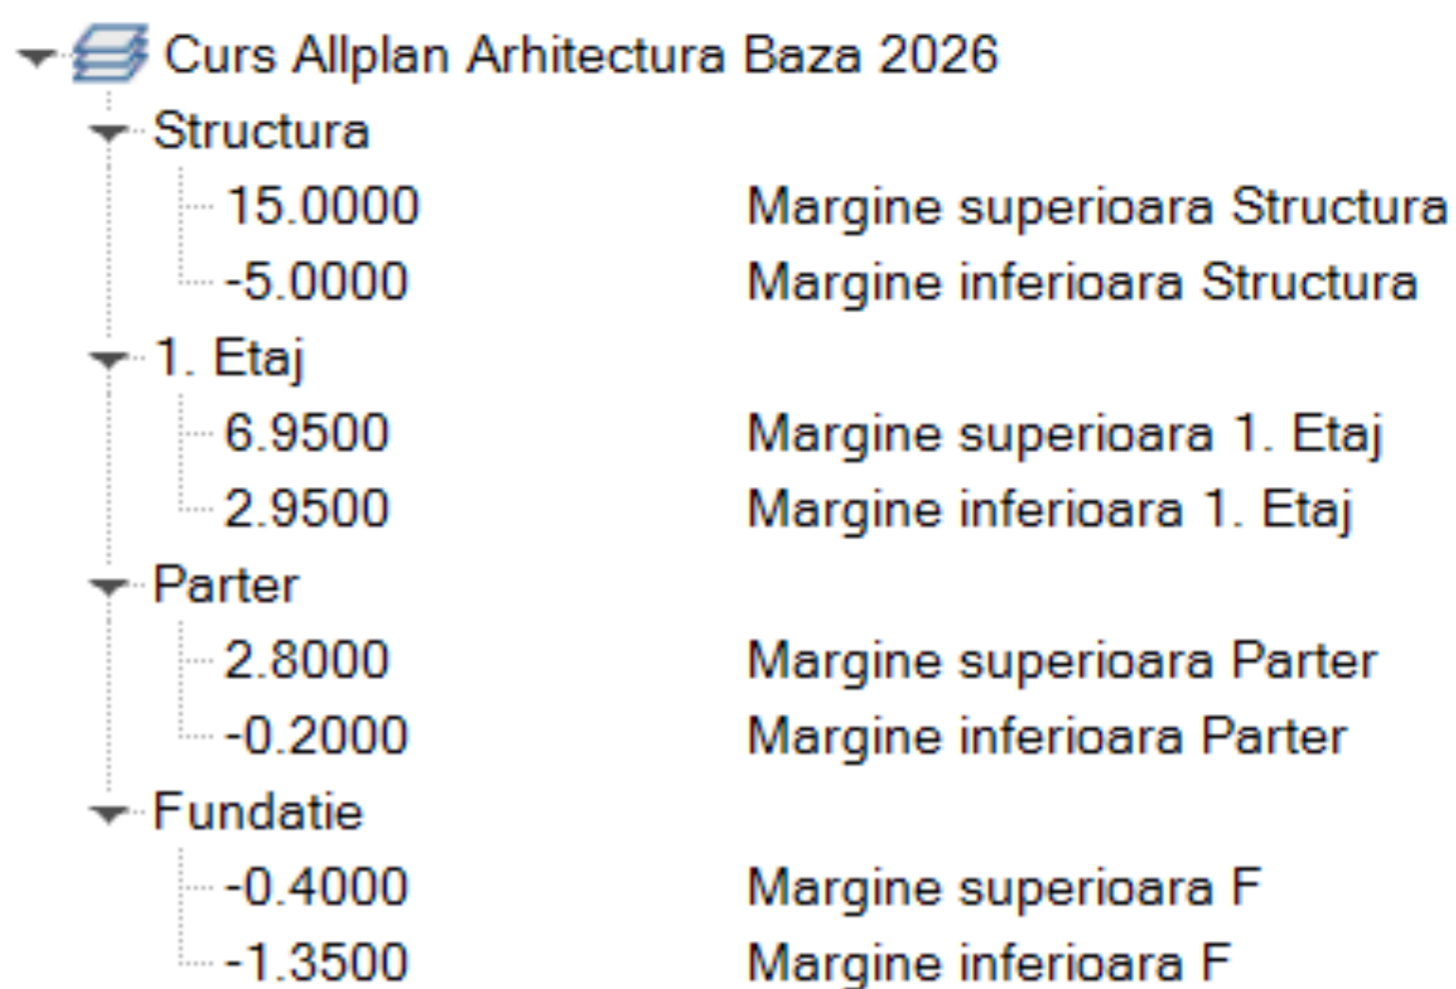 Curs Allplan Arhitectura Baza 2026
Structura
15.0000 Margine superioara Structura
-5.0000 Margine inferioara Structura
1. Etaj
6.9500 Margine superioara 1. Etaj
2.9500 Margine inferioara 1. Etaj
Parter
2.8000 Margine superioara Parter
-0.2000 Margine inferioara Parter
Fundatie
-0.4000 Margine superioara F
-1.3500 Margine inferioara F